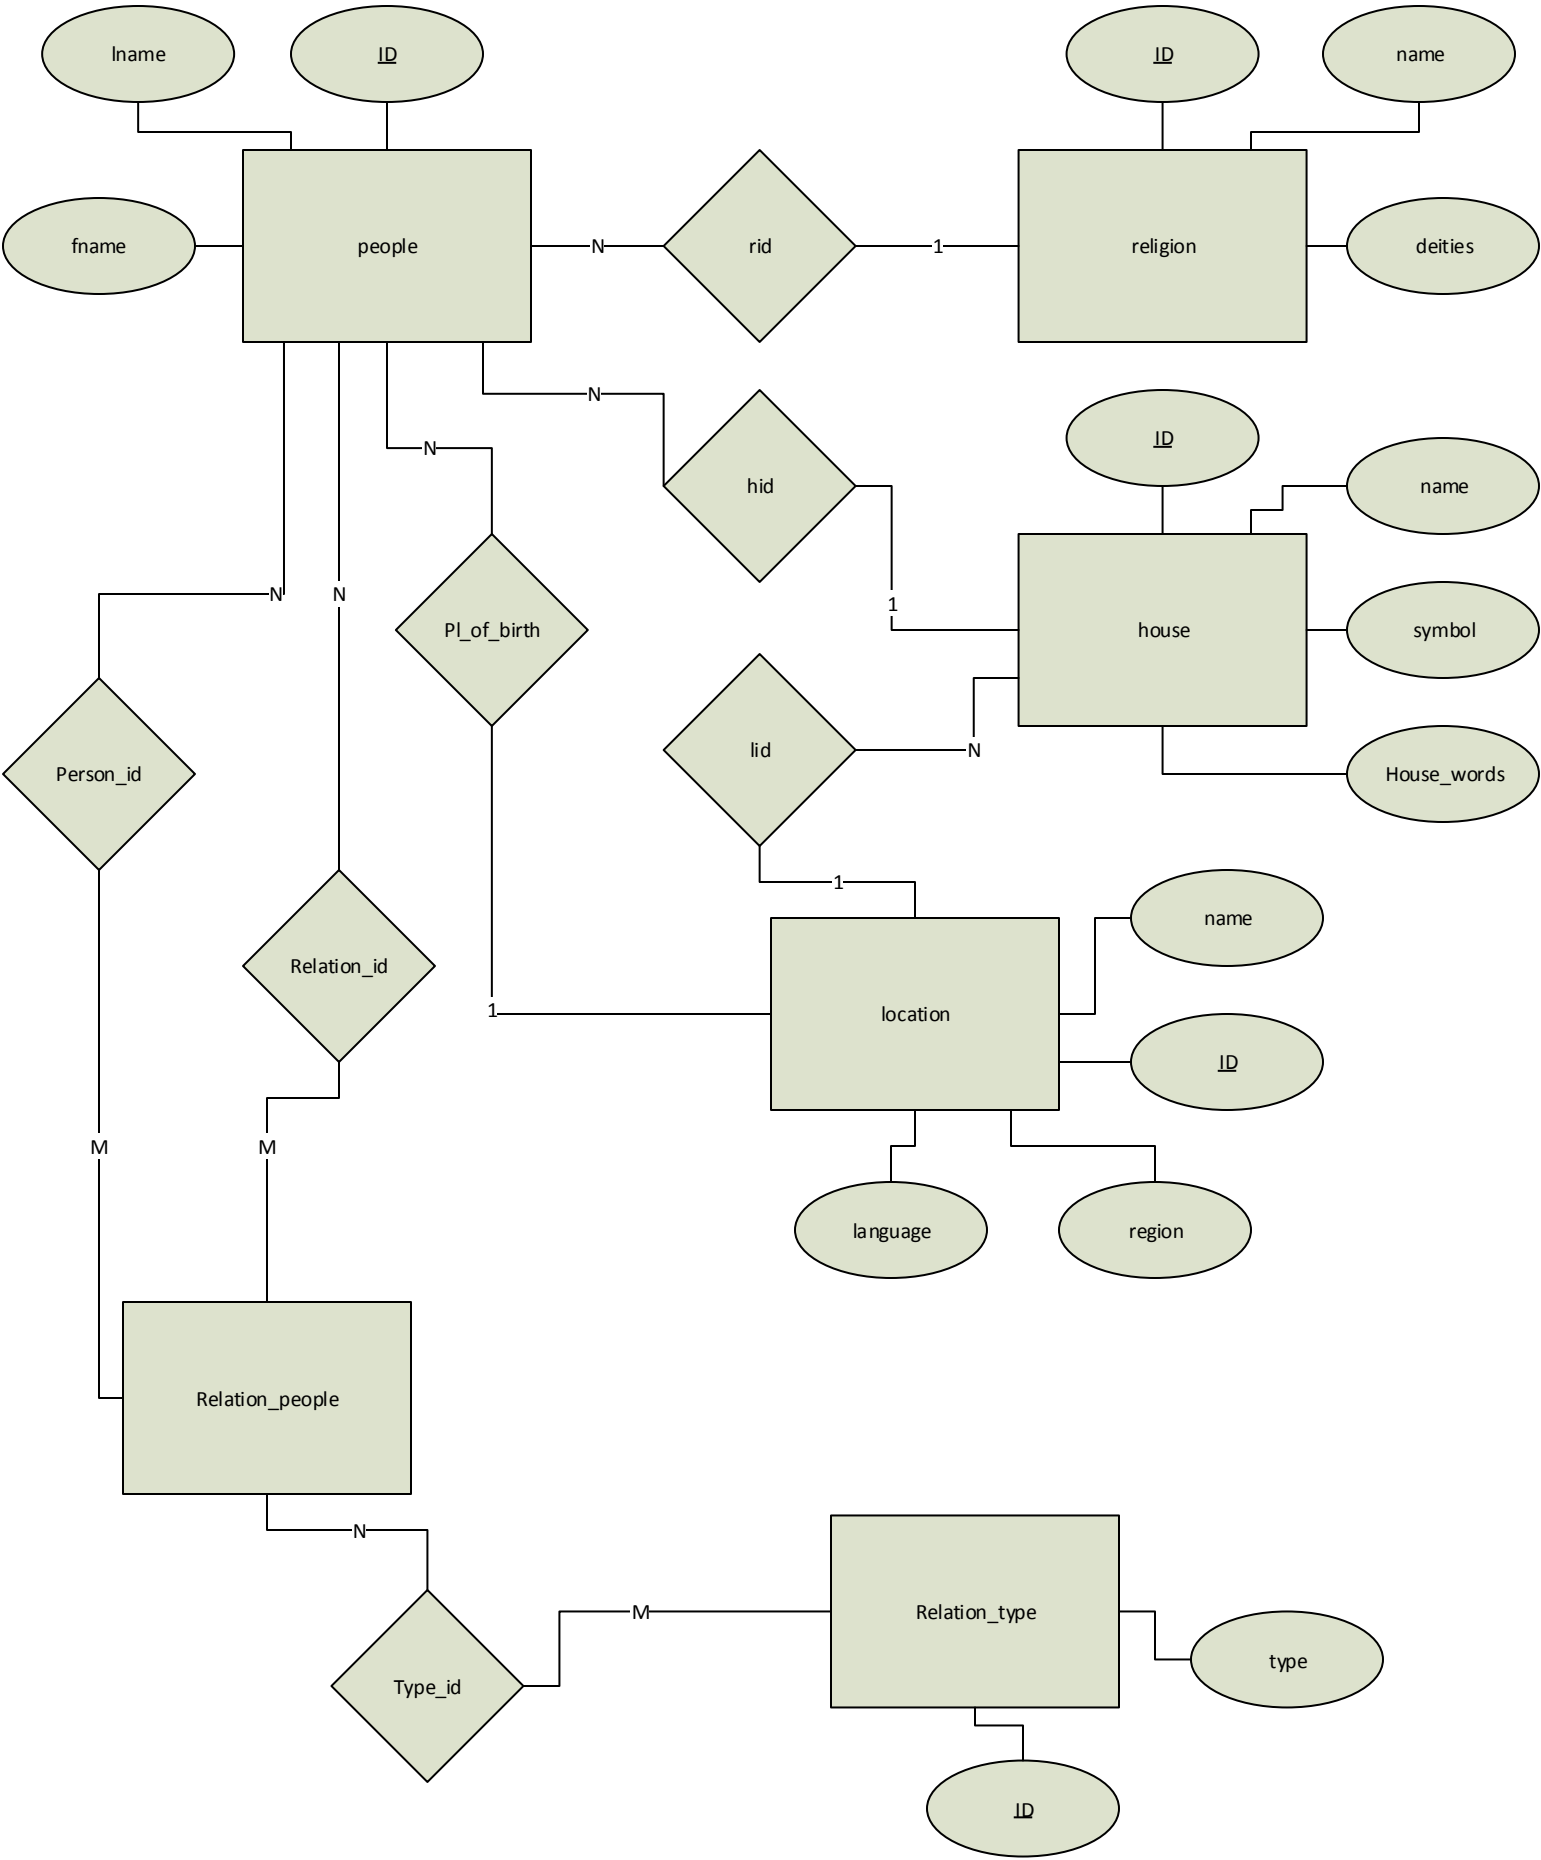 lname
ID
ID
name
fname
people
N
rid
1
religion
deities
N
N
ID
hid
name
N
N
1
Pl_of_birth
house
symbol
Person_id
lid
N
House_words
1
name
Relation_id
1
location
ID
M
M
language
region
Relation_people
N
M
Relation_type
type
Type_id
ID